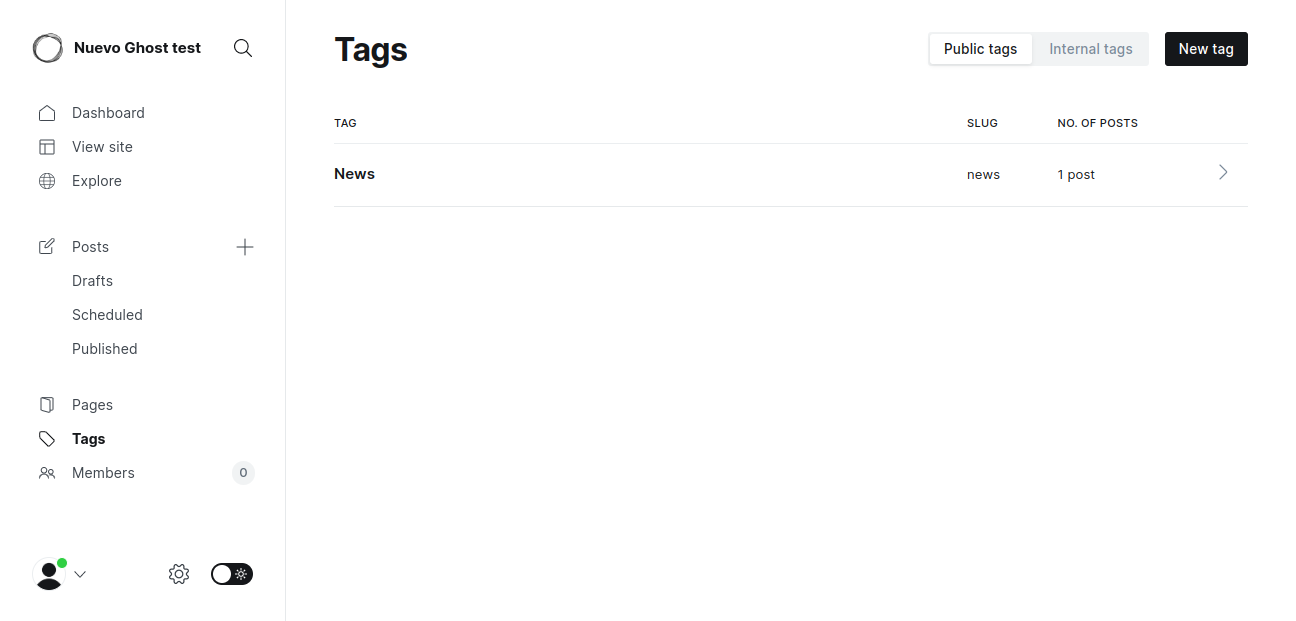 Nuevo Ghost test
Dashboard
View site
Explore
Posts
Drafts
Scheduled
Published
Pages
Tags
Members 0
Tags
Public tags Internal tags New tag
TAG SLUG NO. OF POSTS
News news 1 post